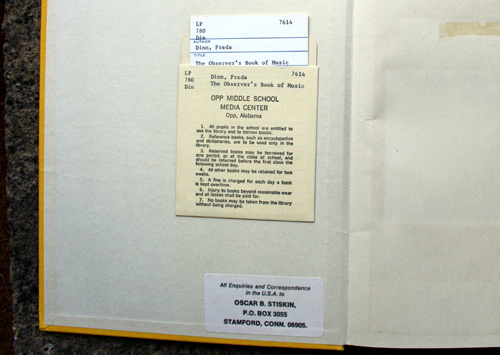 LP 7614
780
Din
AUTHOR
Dinn, Freda
TITLE
The Observer's Book of Music
LP Dinn, Freda 7614
780 The Observer's Book of Music
Din
OPP MIDDLE SCHOOL
MEDIA CENTER
Opp, Alabama
1. All pupils in the school are entitled to
use the library and to borrow books.
2. Reference books, such as encyclopedias
and dictionaries, are to be used only in the
library.
3. Reserved books may be borrowed for
one period, or at the close of school, and
should be returned before the first class the
following school day.
4. All other books may be retained for two
weeks.
5. A fine is charged for each day a book
is kept overtime.
6. Injury to books beyond reasonable wear
and all losses shall be paid for.
7. No books may be taken from the library
without being charged.
All Enquiries and Correspondence
in the U.S.A. to
OSCAR B. STISKIN,
P.O. BOX 3055
STAMFORD, CONN. 06905.